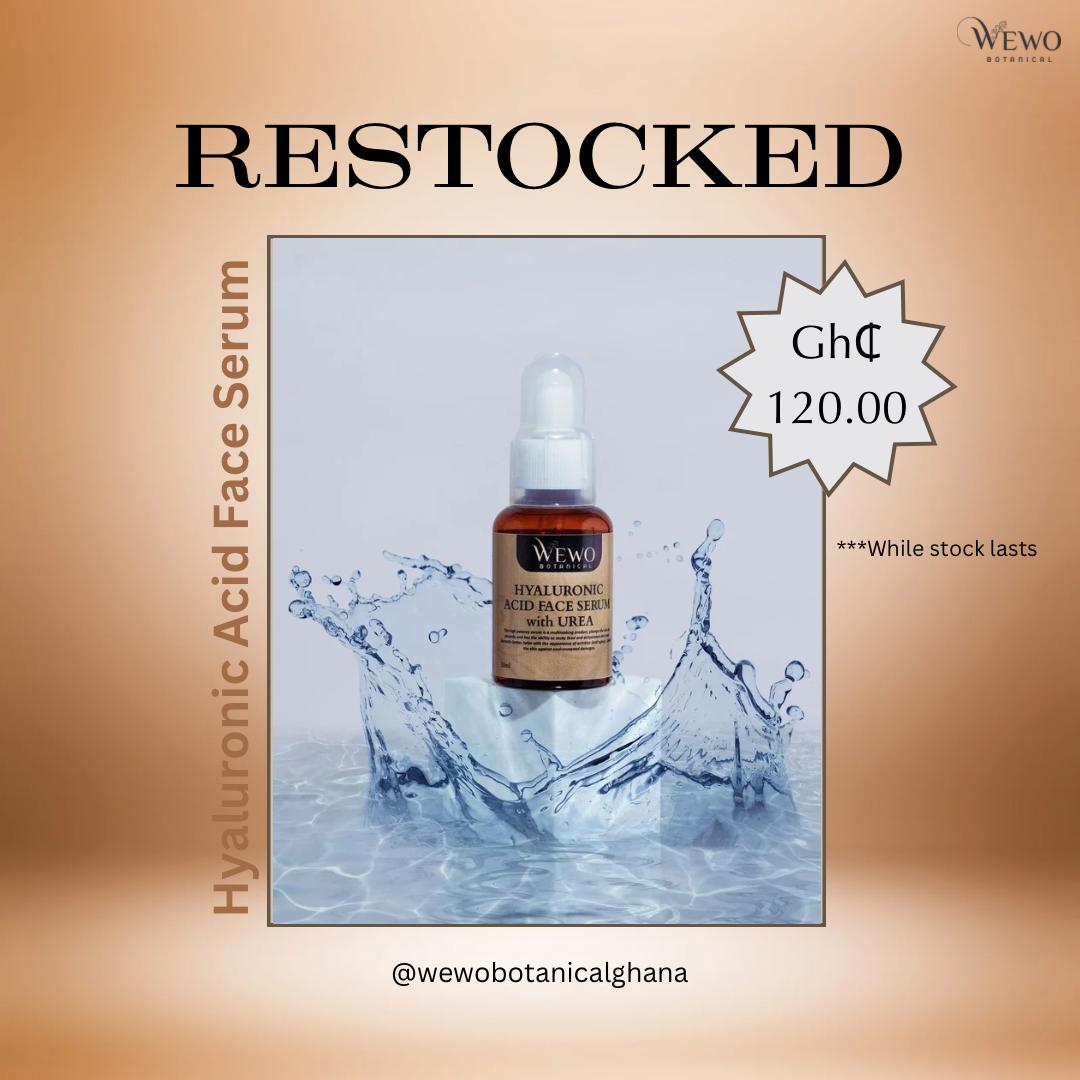 WEWO
BOTANICAL
RESTOCKED
Hyaluronic Acid Face Serum
Gh₵
120.00
***While stock lasts
WEWO
BOTANICAL
HYALURONIC
ACID FACE SERUM
with UREA
@wewobotanicalghana